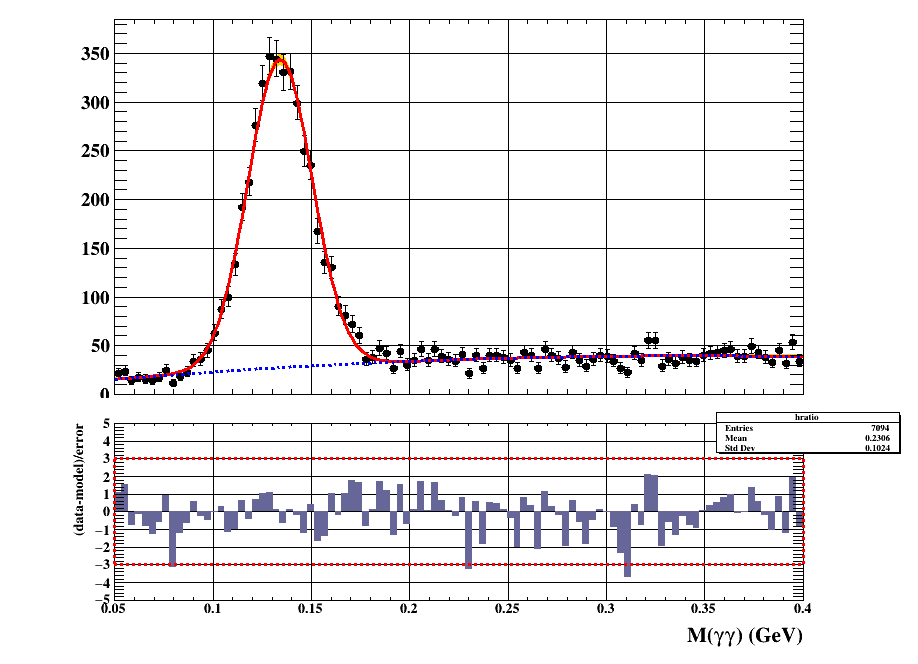 350
300
250
200
150
100
50
0
(data-model)/error
5
4
3
2
1
0
−1
−2
−3
−4
−5
hratio
Entries 7094
Mean 0.2306
Std Dev 0.1024
0.05 0.1 0.15 0.2 0.25 0.3 0.35 0.4
M(γγ) (GeV)